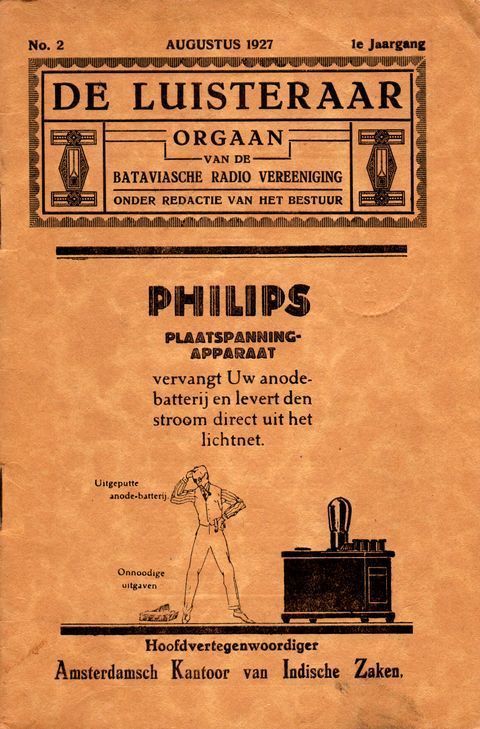 No. 2 AUGUSTUS 1927 1e Jaargang
DE LUISTERAAR
ORGAAN
VAN DE
BATAVIASCHE RADIO VEREENIGING
ONDER REDACTIE VAN HET BESTUUR
PHILIPS
PLAATSPANNING-
APPARAAT
vervangt Uw anode-
batterij en levert den
stroom direct uit het
lichtnet.
Uitgeputte
anode-batterij.
Onnoodige
uitgaven
Hoofdvertegenwoordiger
Amsterdamsch Kantoor van Indische Zaken.